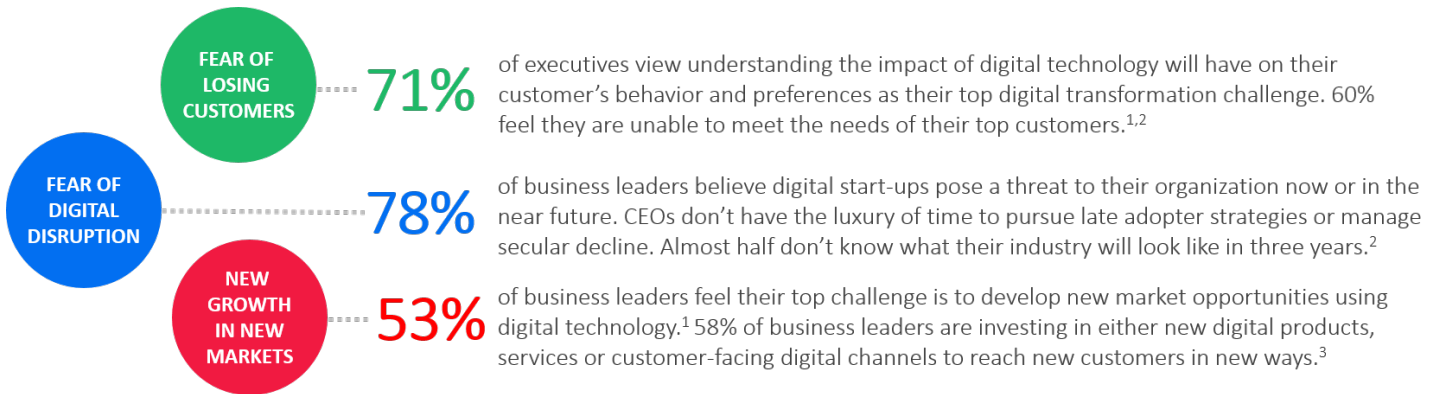 FEAR OF
LOSING
CUSTOMERS
71%
of executives view understanding the impact of digital technology will have on their
customer’s behavior and preferences as their top digital transformation challenge. 60%
feel they are unable to meet the needs of their top customers.1,2
FEAR OF
DIGITAL
DISRUPTION
78%
of business leaders believe digital start-ups pose a threat to their organization now or in the
near future. CEOs don’t have the luxury of time to pursue late adopter strategies or manage
secular decline. Almost half don’t know what their industry will look like in three years.2
NEW
GROWTH
IN NEW
MARKETS
53%
of business leaders feel their top challenge is to develop new market opportunities using
digital technology.1 58% of business leaders are investing in either new digital products,
services or customer-facing digital channels to reach new customers in new ways.3